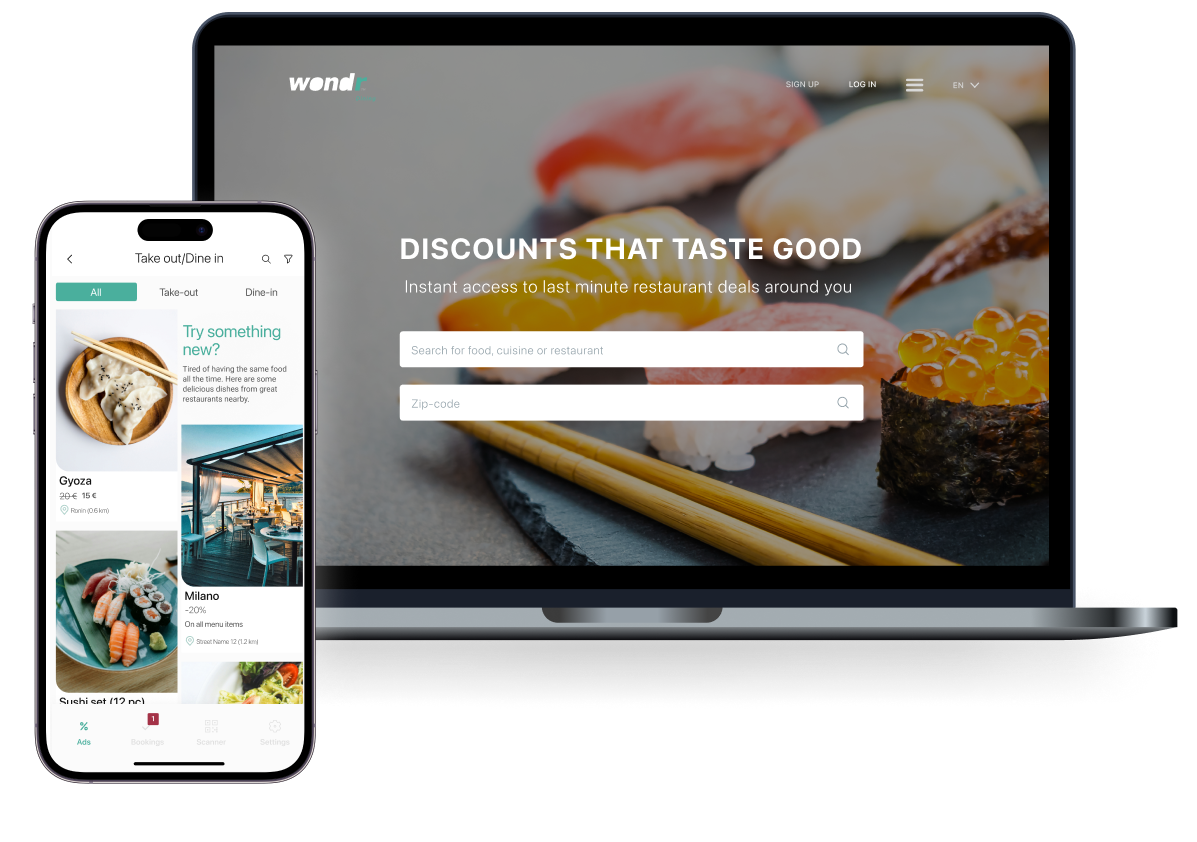 wondr
SIGN UP
LOG IN
EN
DISCOUNTS THAT TASTE GOOD
Instant access to last minute restaurant deals around you
Search for food, cuisine or restaurant
Zip-code
Take out/Dine in
All
Take-out
Dine-in
Gyoza
20 € 15 €
Ronin (0.6 km)
Sushi set (12 pc)
Try something
new?
Tired of having the same food
all the time. Here are some
delicious dishes from great
restaurants nearby.
Milano
-20%
On all menu items
Street Name 12 (1.2 km)
1
%
Ads
Bookings
Scanner
Settings